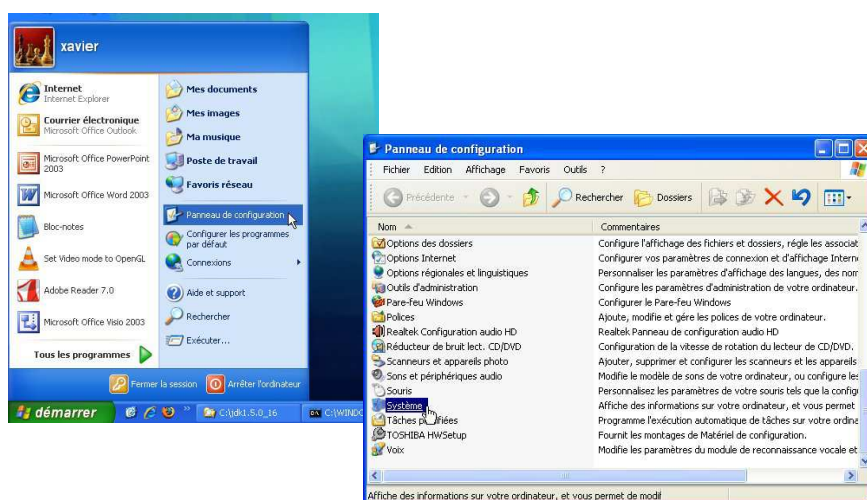 xavier
Internet
Internet Explorer
Courrier électronique
Microsoft Office Outlook
Microsoft Office PowerPoint
2003
Microsoft Office Word 2003
Bloc-notes
Set Video mode to OpenGL
Adobe Reader 7.0
Microsoft Office Visio 2003
Tous les programmes
Mes documents
Mes images
Ma musique
Poste de travail
Favoris réseau
Panneau de configuration
Configurer les programmes
par défaut
Connexions
Aide et support
Rechercher
Exécuter...
Fermer la session
Arrêter l'ordinateur
démarrer
C:\jdk1.5.0_16
C:\WINDO
Panneau de configuration
Fichier Edition Affichage Favoris Outils ?
Précédente Rechercher Dossiers
Nom Commentaires
Options des dossiers Configure l'affichage des fichiers et dossiers, règle les associat
Options Internet Configurer vos paramètres de connexion et d'affichage Intern
Options régionales et linguistiques Personnaliser les paramètres d'affichage des langues, des nom
Outils d'administration Configure les paramètres d'administration de votre ordinateur.
Pare-feu Windows Configurer le Pare-feu Windows
Polices Ajoute, modifie et gére les polices de votre ordinateur.
Realtek Configuration audio HD Realtek Panneau de configuration audio HD
Réducteur de bruit lect. CD/DVD Configuration de la vitesse de rotation du lecteur de CD/DVD.
Scanneurs et appareils photo Ajouter, supprimer et configurer les scanneurs et les appareils
Sons et périphériques audio Modifie le modèle de sons de votre ordinateur, ou configure les
Souris Personnalisez les paramètres de votre souris tels que la configu
Système Affiche des informations sur votre ordinateur, et vous permet
Tâches planifiées Programme l'exécution automatique de tâches sur votre ordina
TOSHIBA HWSetup Fournit les montages de Matériel de configuration.
Voix Modifie les paramètres du module de reconnaissance vocale et
Affiche des informations sur votre ordinateur, et vous permet de modif